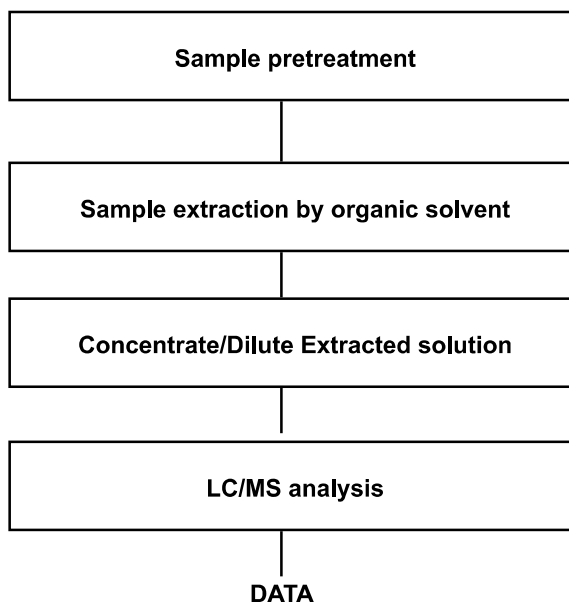 Sample pretreatment
Sample extraction by organic solvent
Concentrate/Dilute Extracted solution
LC/MS analysis
DATA